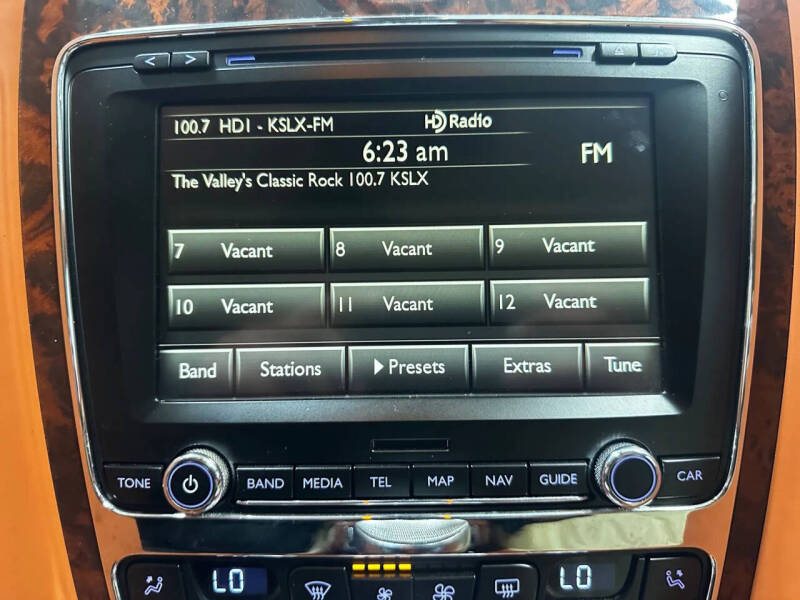 < >
100.7 HD1 - KSLX-FM HD Radio
6:23 am FM
The Valley's Classic Rock 100.7 KSLX
7 Vacant 8 Vacant 9 Vacant
10 Vacant 11 Vacant 12 Vacant
Band Stations Presets Extras Tune
TONE BAND MEDIA TEL MAP NAV GUIDE CAR
LO LO